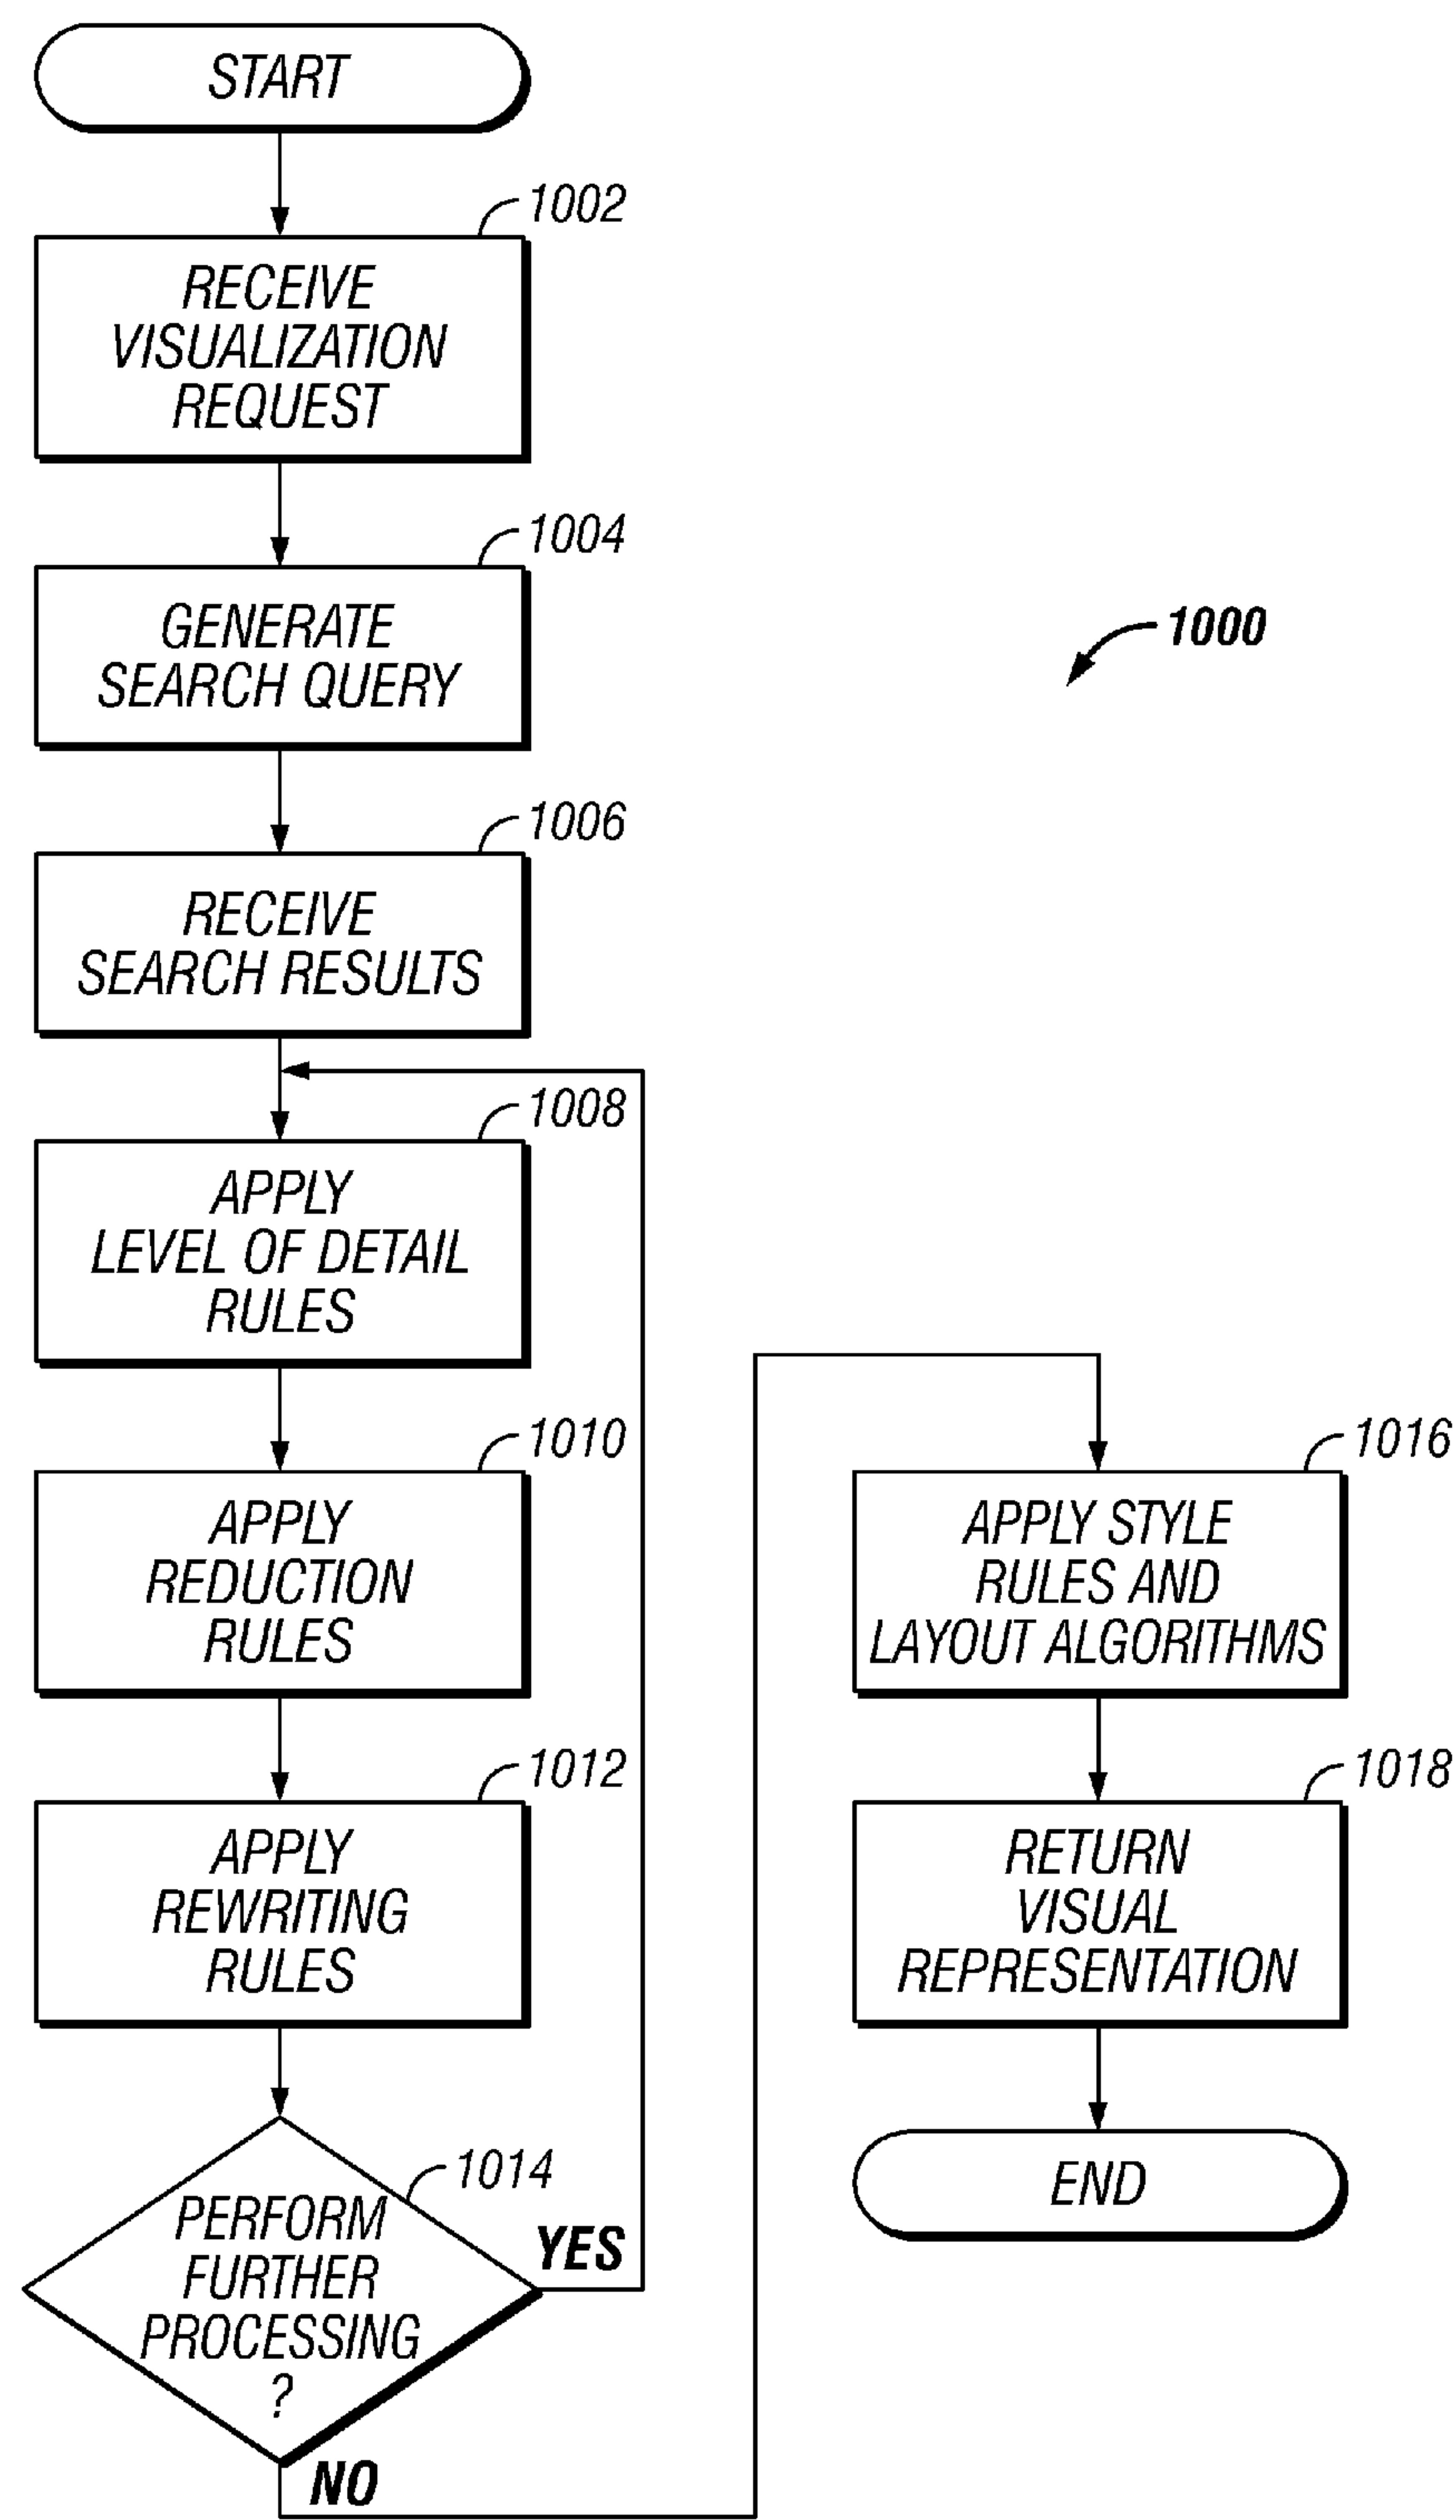 START
1002
RECEIVE
VISUALIZATION
REQUEST
1004
GENERATE
SEARCH QUERY
1000
1006
RECEIVE
SEARCH RESULTS
1008
APPLY
LEVEL OF DETAIL
RULES
1010
APPLY
REDUCTION
RULES
1012
APPLY
REWRITING
RULES
1014
PERFORM
FURTHER
PROCESSING
?
YES
NO
1016
APPLY STYLE
RULES AND
LAYOUT ALGORITHMS
1018
RETURN
VISUAL
REPRESENTATION
END